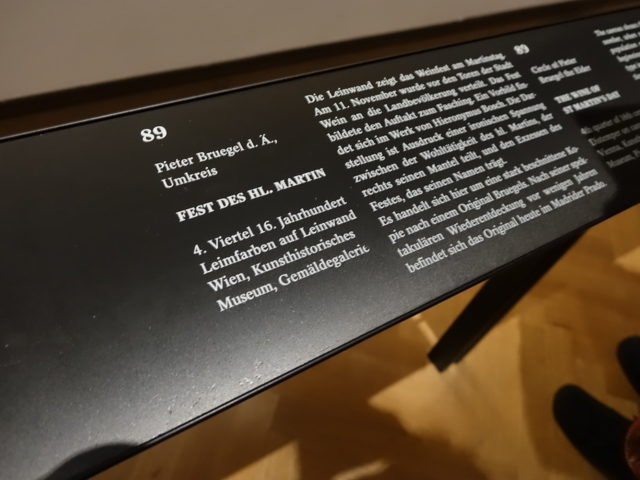 89
Pieter Bruegel d. Ä.,
Umkreis
FEST DES HL. MARTIN
4. Viertel 16. Jahrhundert
Leimfarben auf Leinwand
Wien, Kunsthistorisches
Museum, Gemäldegalerie
Die Leinwand zeigt das Weinfest am Martinstag.
Am 11. November wurde vor den Toren der Stadt
Wein an die Landbevölkerung verteilt. Das Fest
bildete den Auftakt zum Fasching. Ein Vorbild fin-
det sich im Werk von Hieronymus Bosch. Die Dar-
stellung ist Ausdruck einer ironischen Spannung
zwischen der Wohltätigkeit des hl. Martin, der
rechts seinen Mantel teilt, und den Exzessen des
Festes, das seinen Namen trägt.
Es handelt sich hier um eine stark beschnittene Ko-
pie nach einem Original Bruegels. Nach seiner spek-
takulären Wiederentdeckung vor wenigen Jahren
befindet sich das Original heute im Madrider Prado.
89
Circle of Pieter
Bruegel the Elder
THE WINE OF
ST MARTIN'S DAY